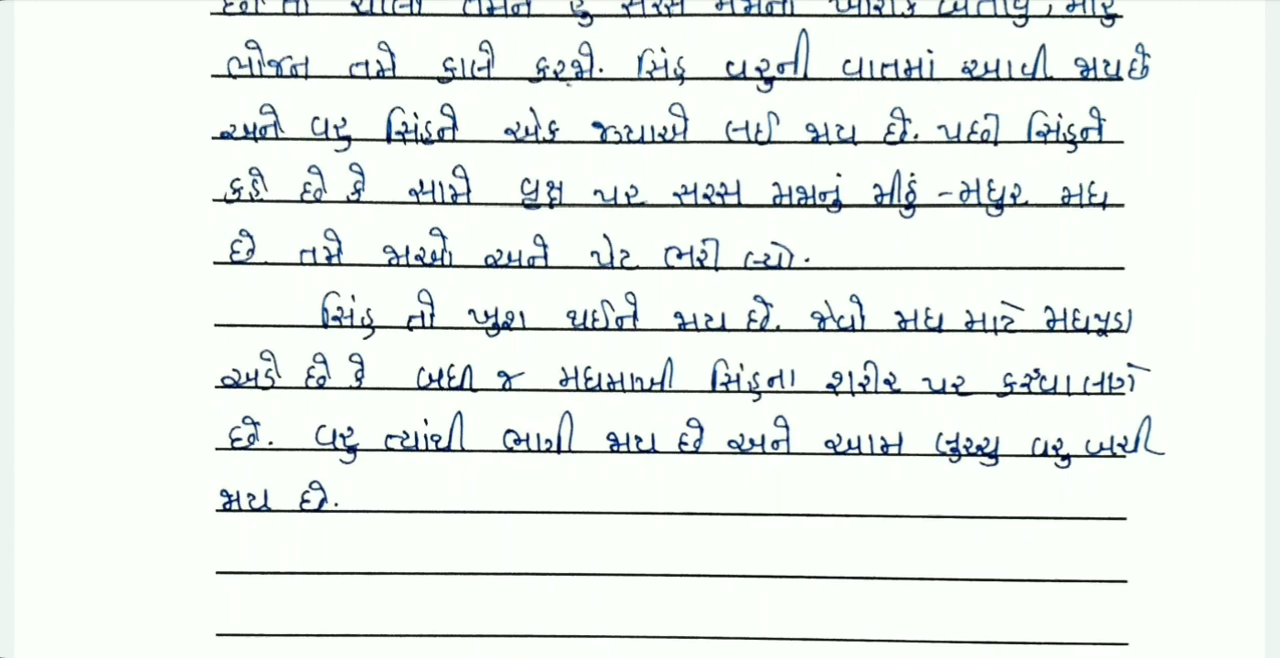 ભોજન તમે કાલે કરજો. સિંહ વરુની વાતમાં આવી જાય છે
અને વરુ સિંહને એક જગ્યાએ લઈ જાય છે. પછી સિંહને
કહે છે કે સામે વૃક્ષ પર સરસ મજાનું મીઠું - મધુર મધ
છે તમે જાઓ અને પેટ ભરી લ્યો.
સિંહ તો ખુશ થઈને જાય છે. જેવો મધ માટે મધપૂડા
અડે છે કે બધી જ મધમાખી સિંહના શરીર પર કરડવા લાગે
છે. વરુ ત્યાંથી ભાગી જાય છે અને આમ લુચ્ચુ વરુ બચી
જાય છે.